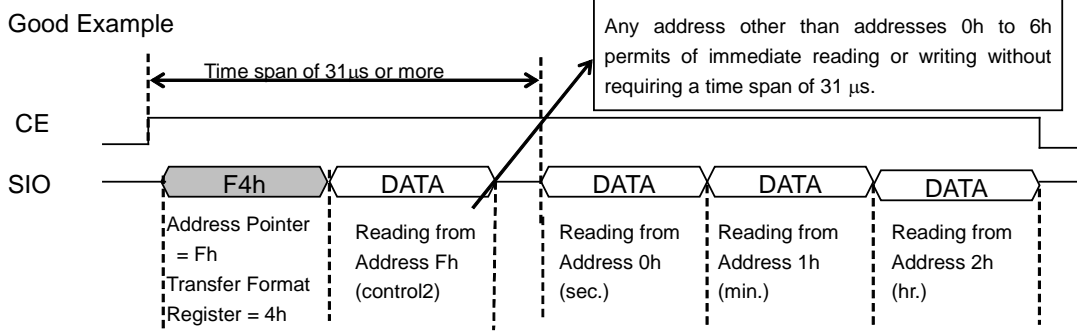 Good Example
Any address other than addresses 0h to 6h
permits of immediate reading or writing without
requiring a time span of 31 μs.
Time span of 31μs or more
CE
SIO
F4h
DATA
DATA
DATA
DATA
Address Pointer
= Fh
Transfer Format
Register = 4h
Reading from
Address Fh
(control2)
Reading from
Address 0h
(sec.)
Reading from
Address 1h
(min.)
Reading from
Address 2h
(hr.)